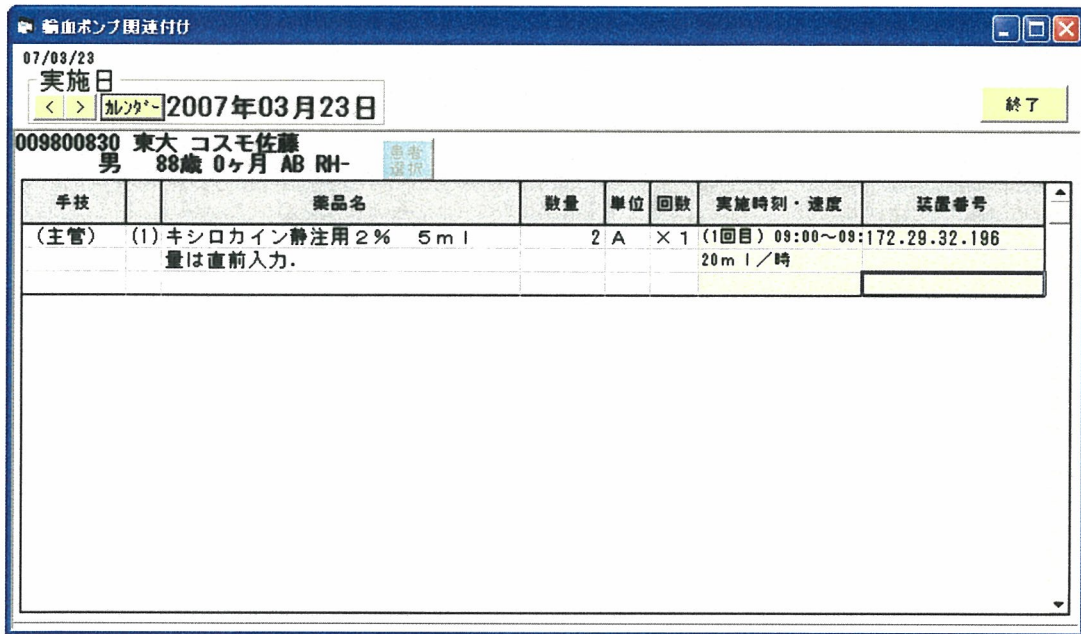 輸血ポンプ関連付け
07/03/23
実施日
< > ｶﾚﾝﾀﾞｰ 2007年03月23日
終了
009800830 東大 コスモ佐藤
男 88歳 0ヶ月 AB RH-
患者
選択
手技 薬品名 数量 単位 回数 実施時刻・速度 装置番号
(主管) (1) キシロカイン静注用２％ ５ｍｌ 2 A × 1 (1回目) 09:00～09: 172.29.32.196
量は直前入力. 20ｍｌ／時